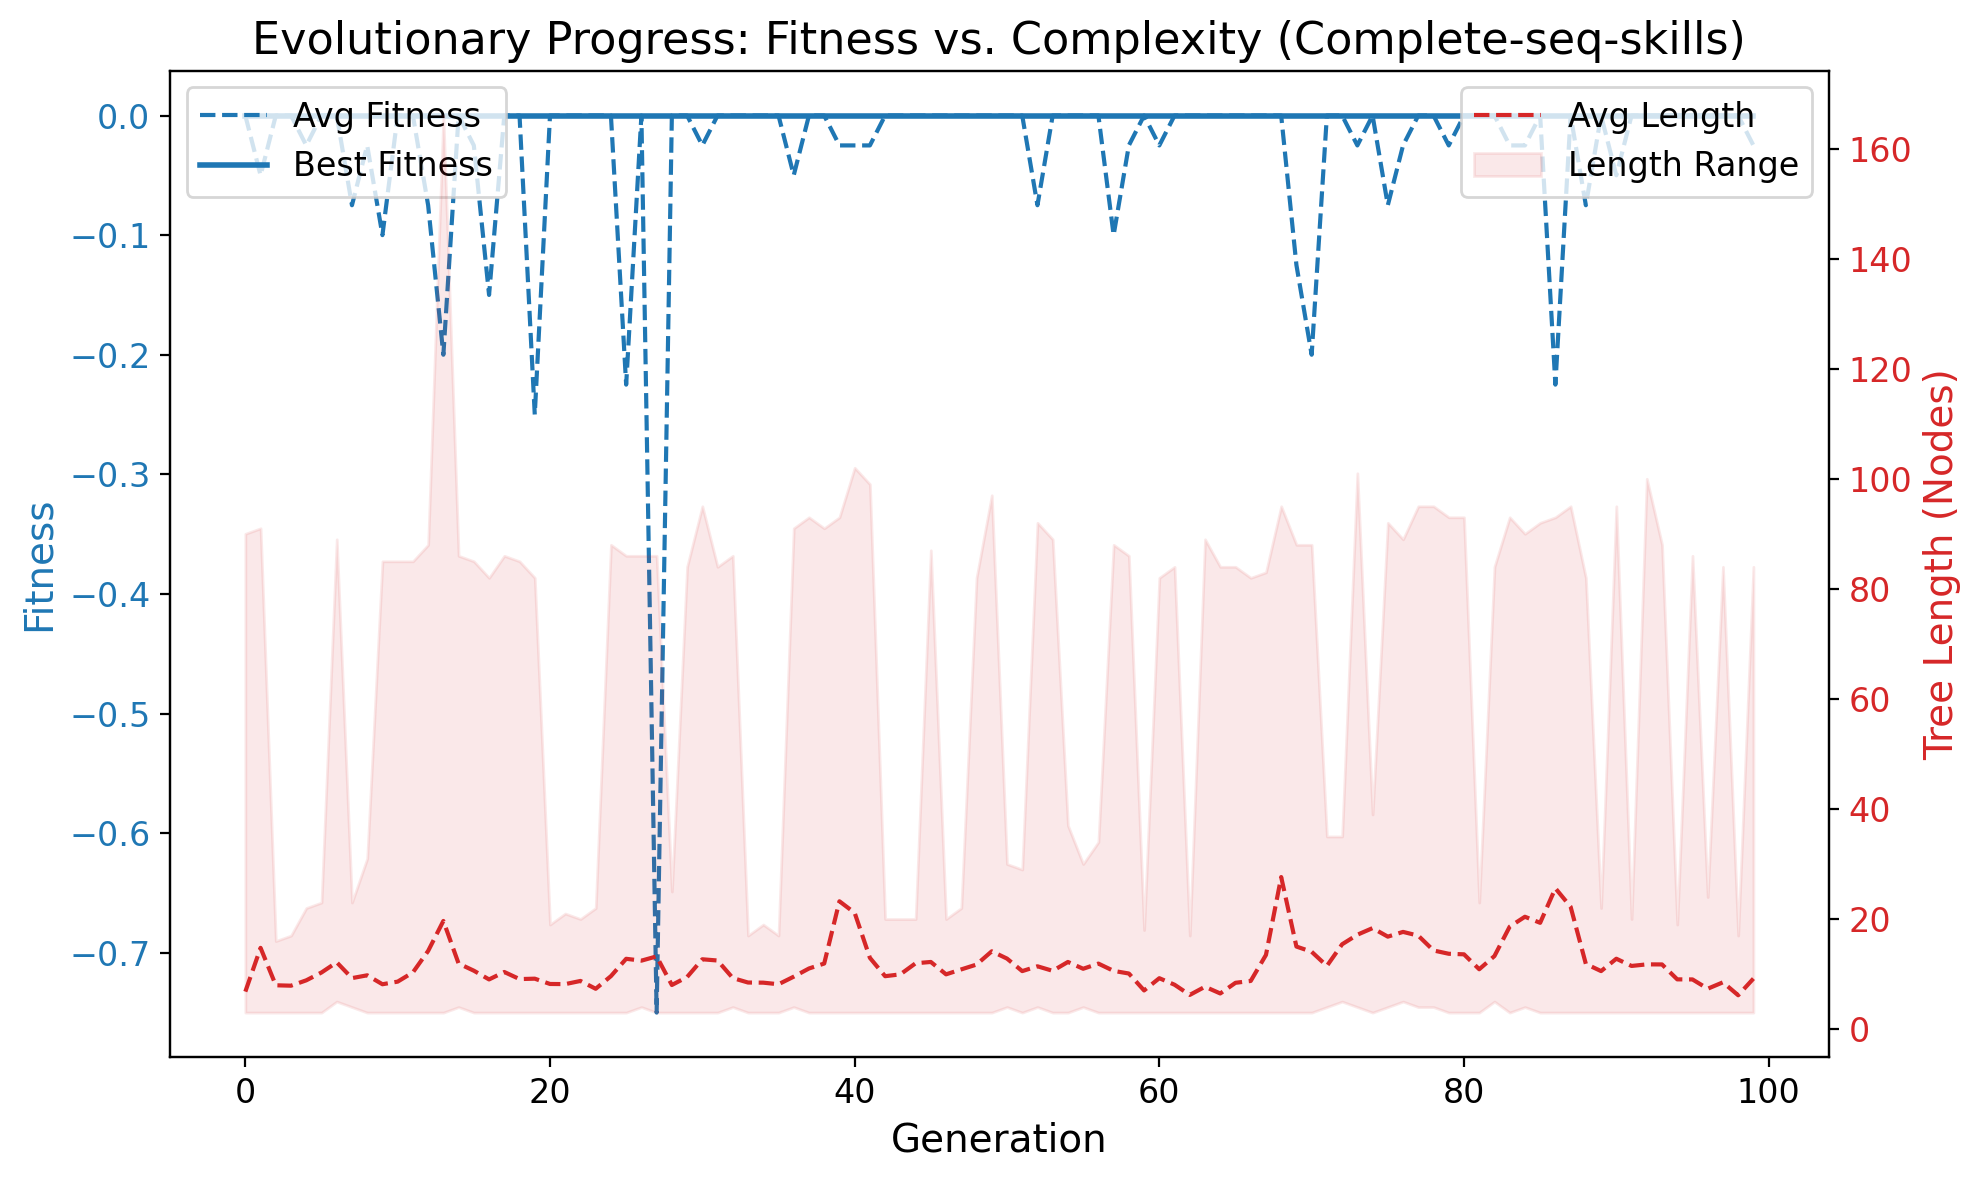 Evolutionary Progress: Fitness vs. Complexity (Complete-seq-skills)
Avg Fitness
Best Fitness
Avg Length
Length Range
0.0
−0.1
−0.2
−0.3
−0.4
−0.5
−0.6
−0.7
Fitness
160
140
120
100
80
60
40
20
0
Tree Length (Nodes)
0 20 40 60 80 100
Generation